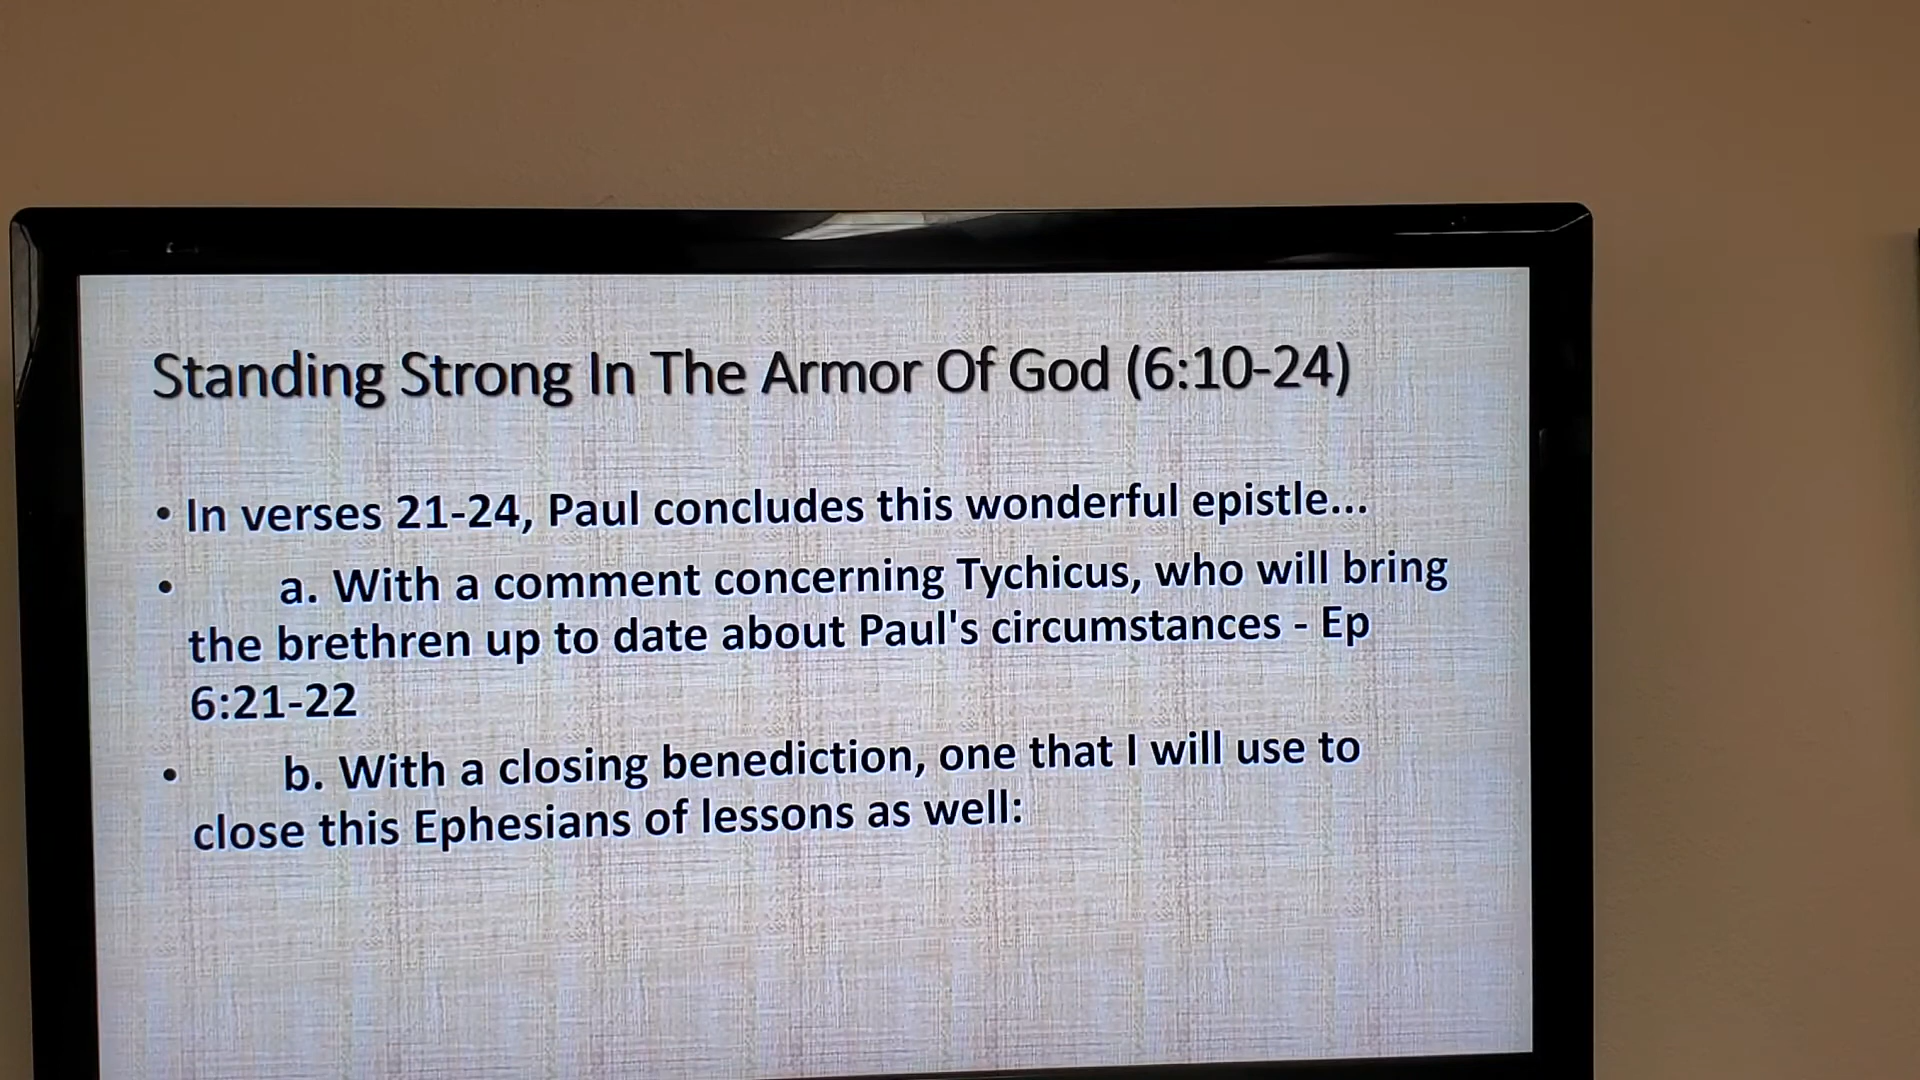 Standing Strong In The Armor Of God (6:10-24)
• In verses 21-24, Paul concludes this wonderful epistle...
• a. With a comment concerning Tychicus, who will bring
the brethren up to date about Paul's circumstances - Ep
6:21-22
• b. With a closing benediction, one that I will use to
close this Ephesians of lessons as well: